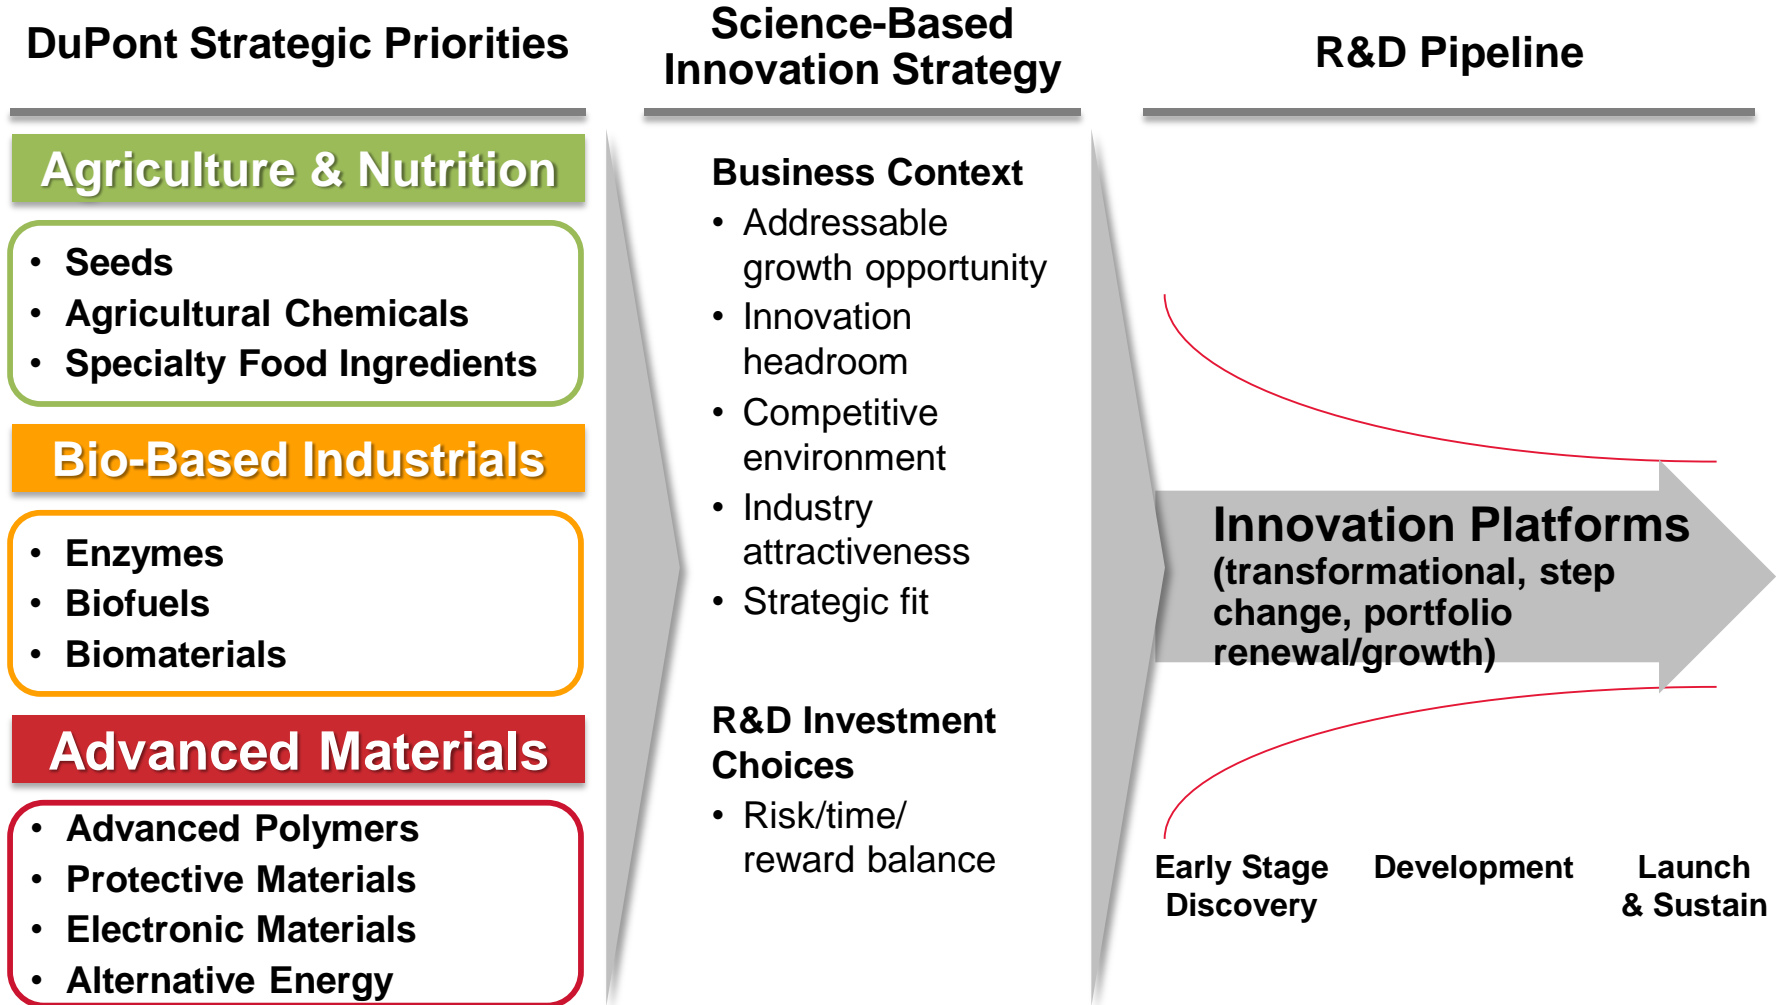 DuPont Strategic Priorities
Science-Based
Innovation Strategy
R&D Pipeline
Agriculture & Nutrition
• Seeds
• Agricultural Chemicals
• Specialty Food Ingredients
Bio-Based Industrials
• Enzymes
• Biofuels
• Biomaterials
Advanced Materials
• Advanced Polymers
• Protective Materials
• Electronic Materials
• Alternative Energy
Business Context
• Addressable
growth opportunity
• Innovation
headroom
• Competitive
environment
• Industry
attractiveness
• Strategic fit
R&D Investment
Choices
• Risk/time/
reward balance
Innovation Platforms
(transformational, step
change, portfolio
renewal/growth)
Early Stage
Discovery
Development
Launch
& Sustain